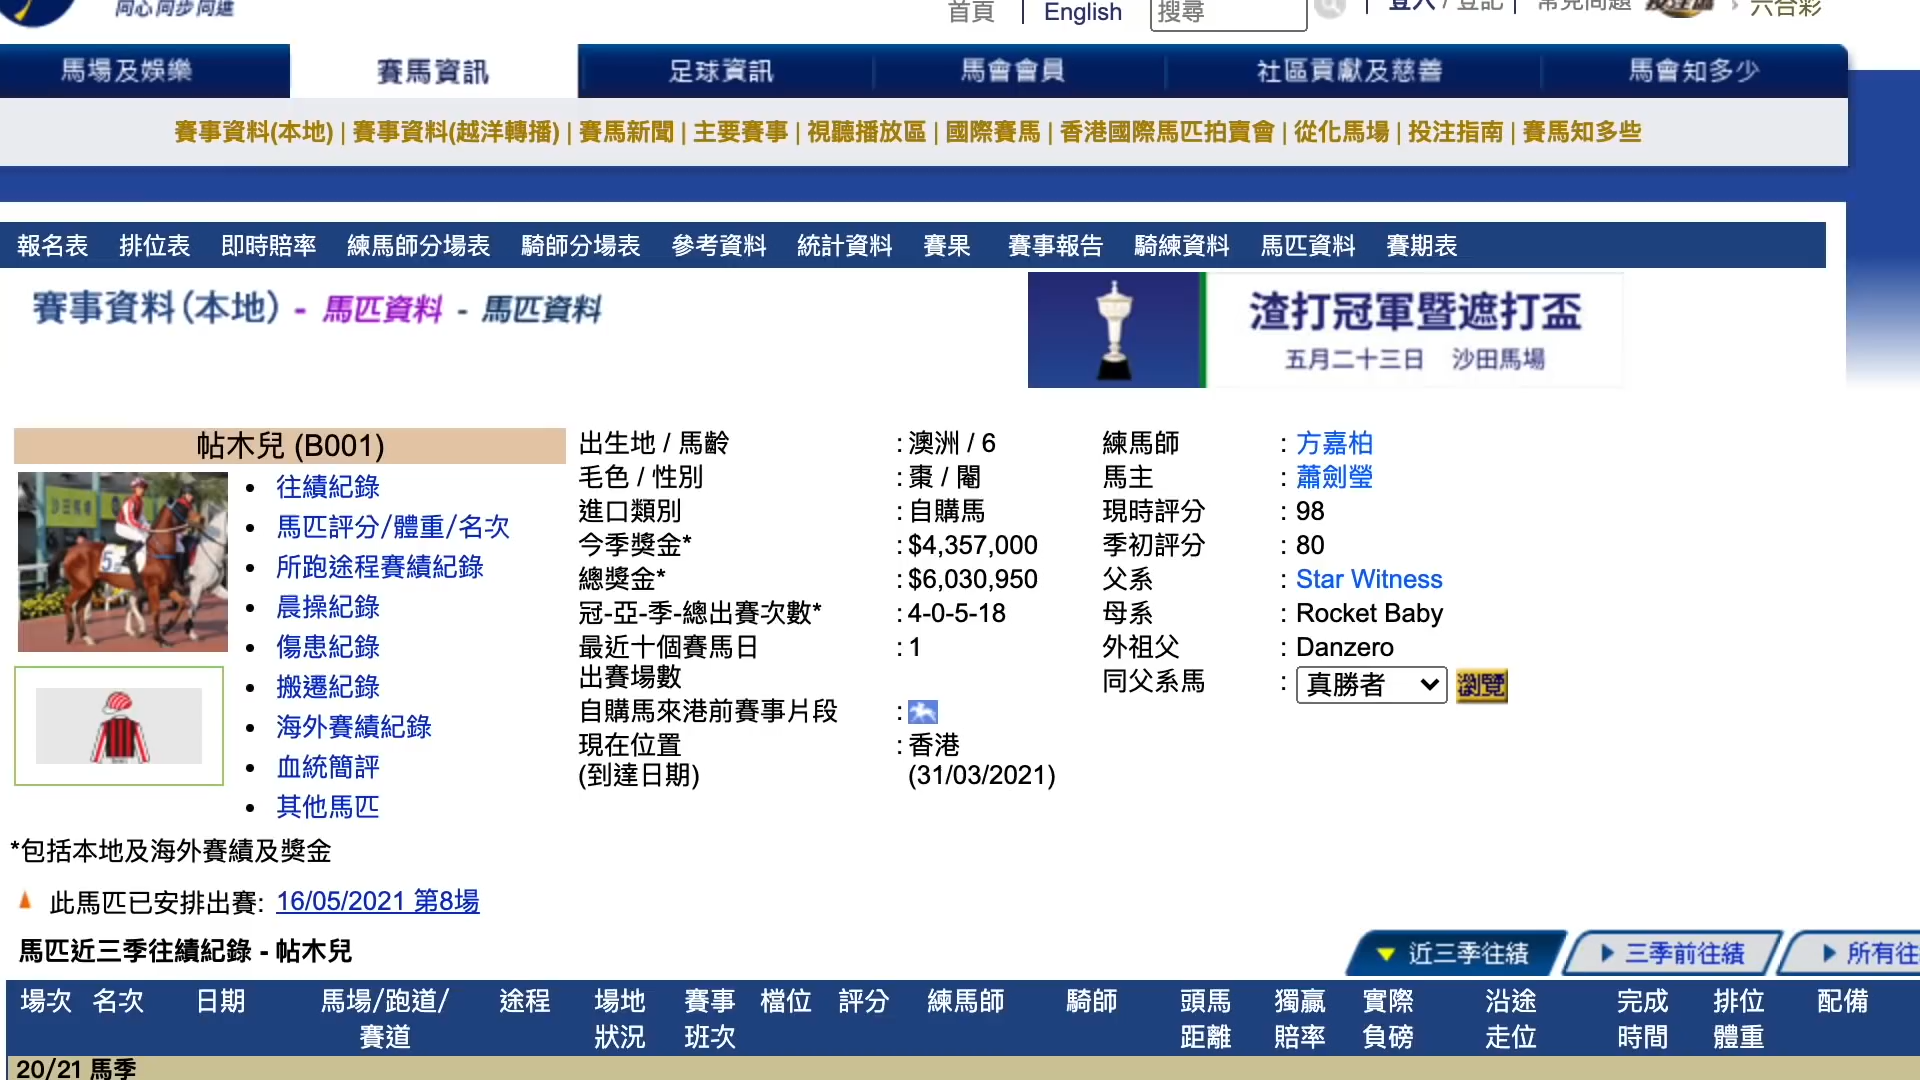 同心同步同進
首頁 | English 搜尋 | 登入 / 登記 | 常見問題 投注區 › 六合彩
馬場及娛樂 賽馬資訊 足球資訊 馬會會員 社區貢獻及慈善 馬會知多少
賽事資料(本地) | 賽事資料(越洋轉播) | 賽馬新聞 | 主要賽事 | 視聽播放區 | 國際賽馬 | 香港國際馬匹拍賣會 | 從化馬場 | 投注指南 | 賽馬知多些
報名表 排位表 即時賠率 練馬師分場表 騎師分場表 參考資料 統計資料 賽果 賽事報告 騎練資料 馬匹資料 賽期表
賽事資料(本地) - 馬匹資料 - 馬匹資料
渣打冠軍暨遮打盃
五月二十三日 沙田馬場
帖木兒 (B001)
往績紀錄
馬匹評分/體重/名次
所跑途程賽績紀錄
晨操紀錄
傷患紀錄
搬遷紀錄
海外賽績紀錄
血統簡評
其他馬匹
出生地 / 馬齡 : 澳洲 / 6
毛色 / 性別 : 棗 / 閹
進口類別 : 自購馬
今季獎金* : $4,357,000
總獎金* : $6,030,950
冠-亞-季-總出賽次數* : 4-0-5-18
最近十個賽馬日 : 1
出賽場數
自購馬來港前賽事片段 :
現在位置 : 香港
(到達日期) (31/03/2021)
練馬師 : 方嘉柏
馬主 : 蕭劍瑩
現時評分 : 98
季初評分 : 80
父系 : Star Witness
母系 : Rocket Baby
外祖父 : Danzero
同父系馬 : 真勝者 瀏覽
*包括本地及海外賽績及獎金
此馬匹已安排出賽: 16/05/2021 第8場
馬匹近三季往績紀錄 - 帖木兒
近三季往績 三季前往績 所有往
場次 名次 日期 馬場/跑道/ 途程 場地 賽事 檔位 評分 練馬師 騎師 頭馬 獨贏 實際 沿途 完成 排位 配備
賽道 狀況 班次 距離 賠率 負磅 走位 時間 體重
20/21 馬季